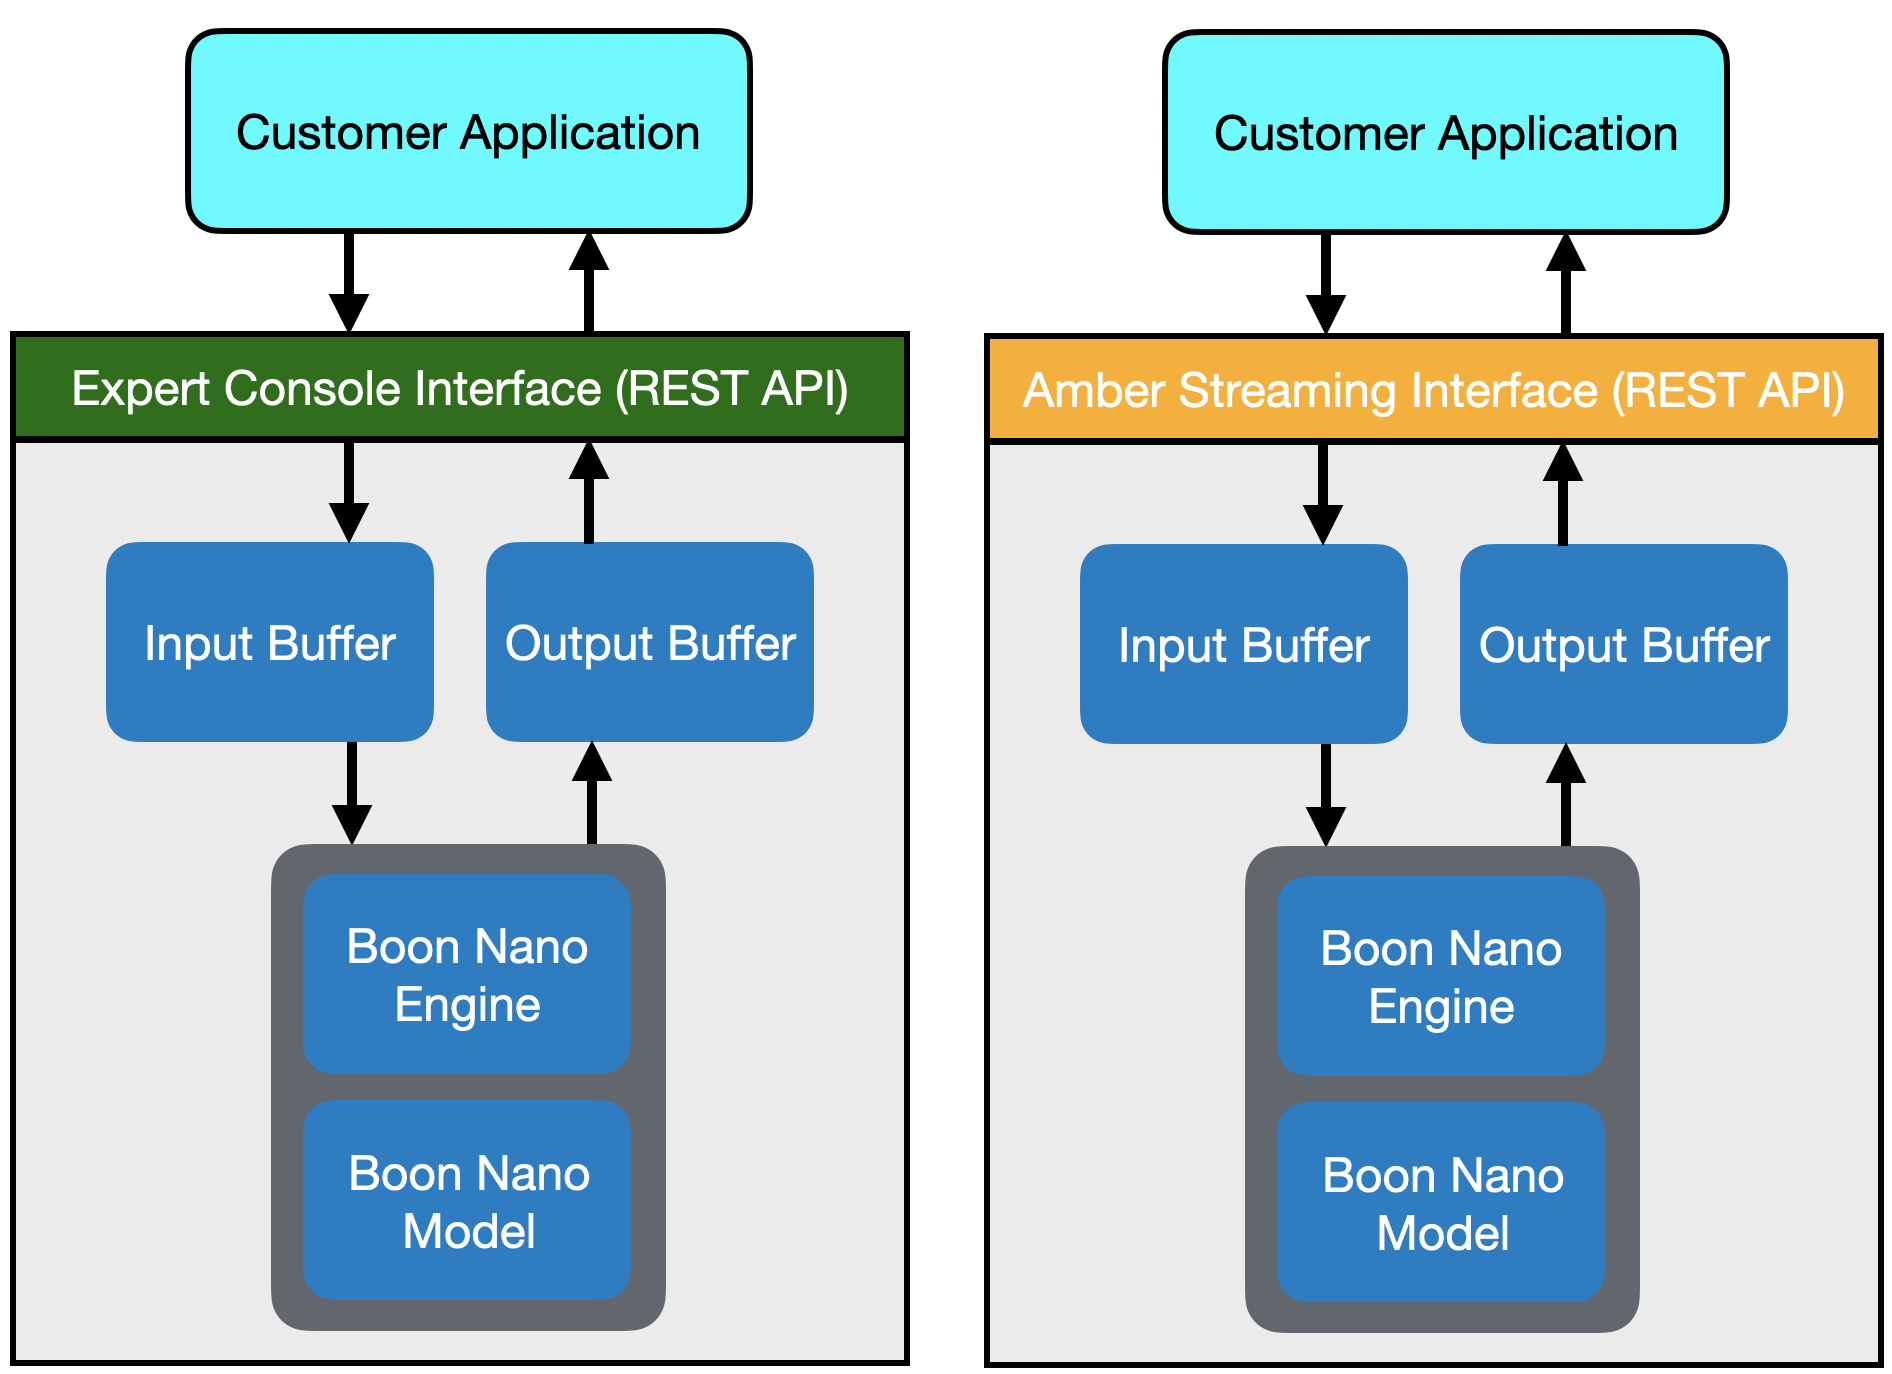 Customer Application
Expert Console Interface (REST API)
Input Buffer
Output Buffer
Boon Nano
Engine
Boon Nano
Model
Customer Application
Amber Streaming Interface (REST API)
Input Buffer
Output Buffer
Boon Nano
Engine
Boon Nano
Model